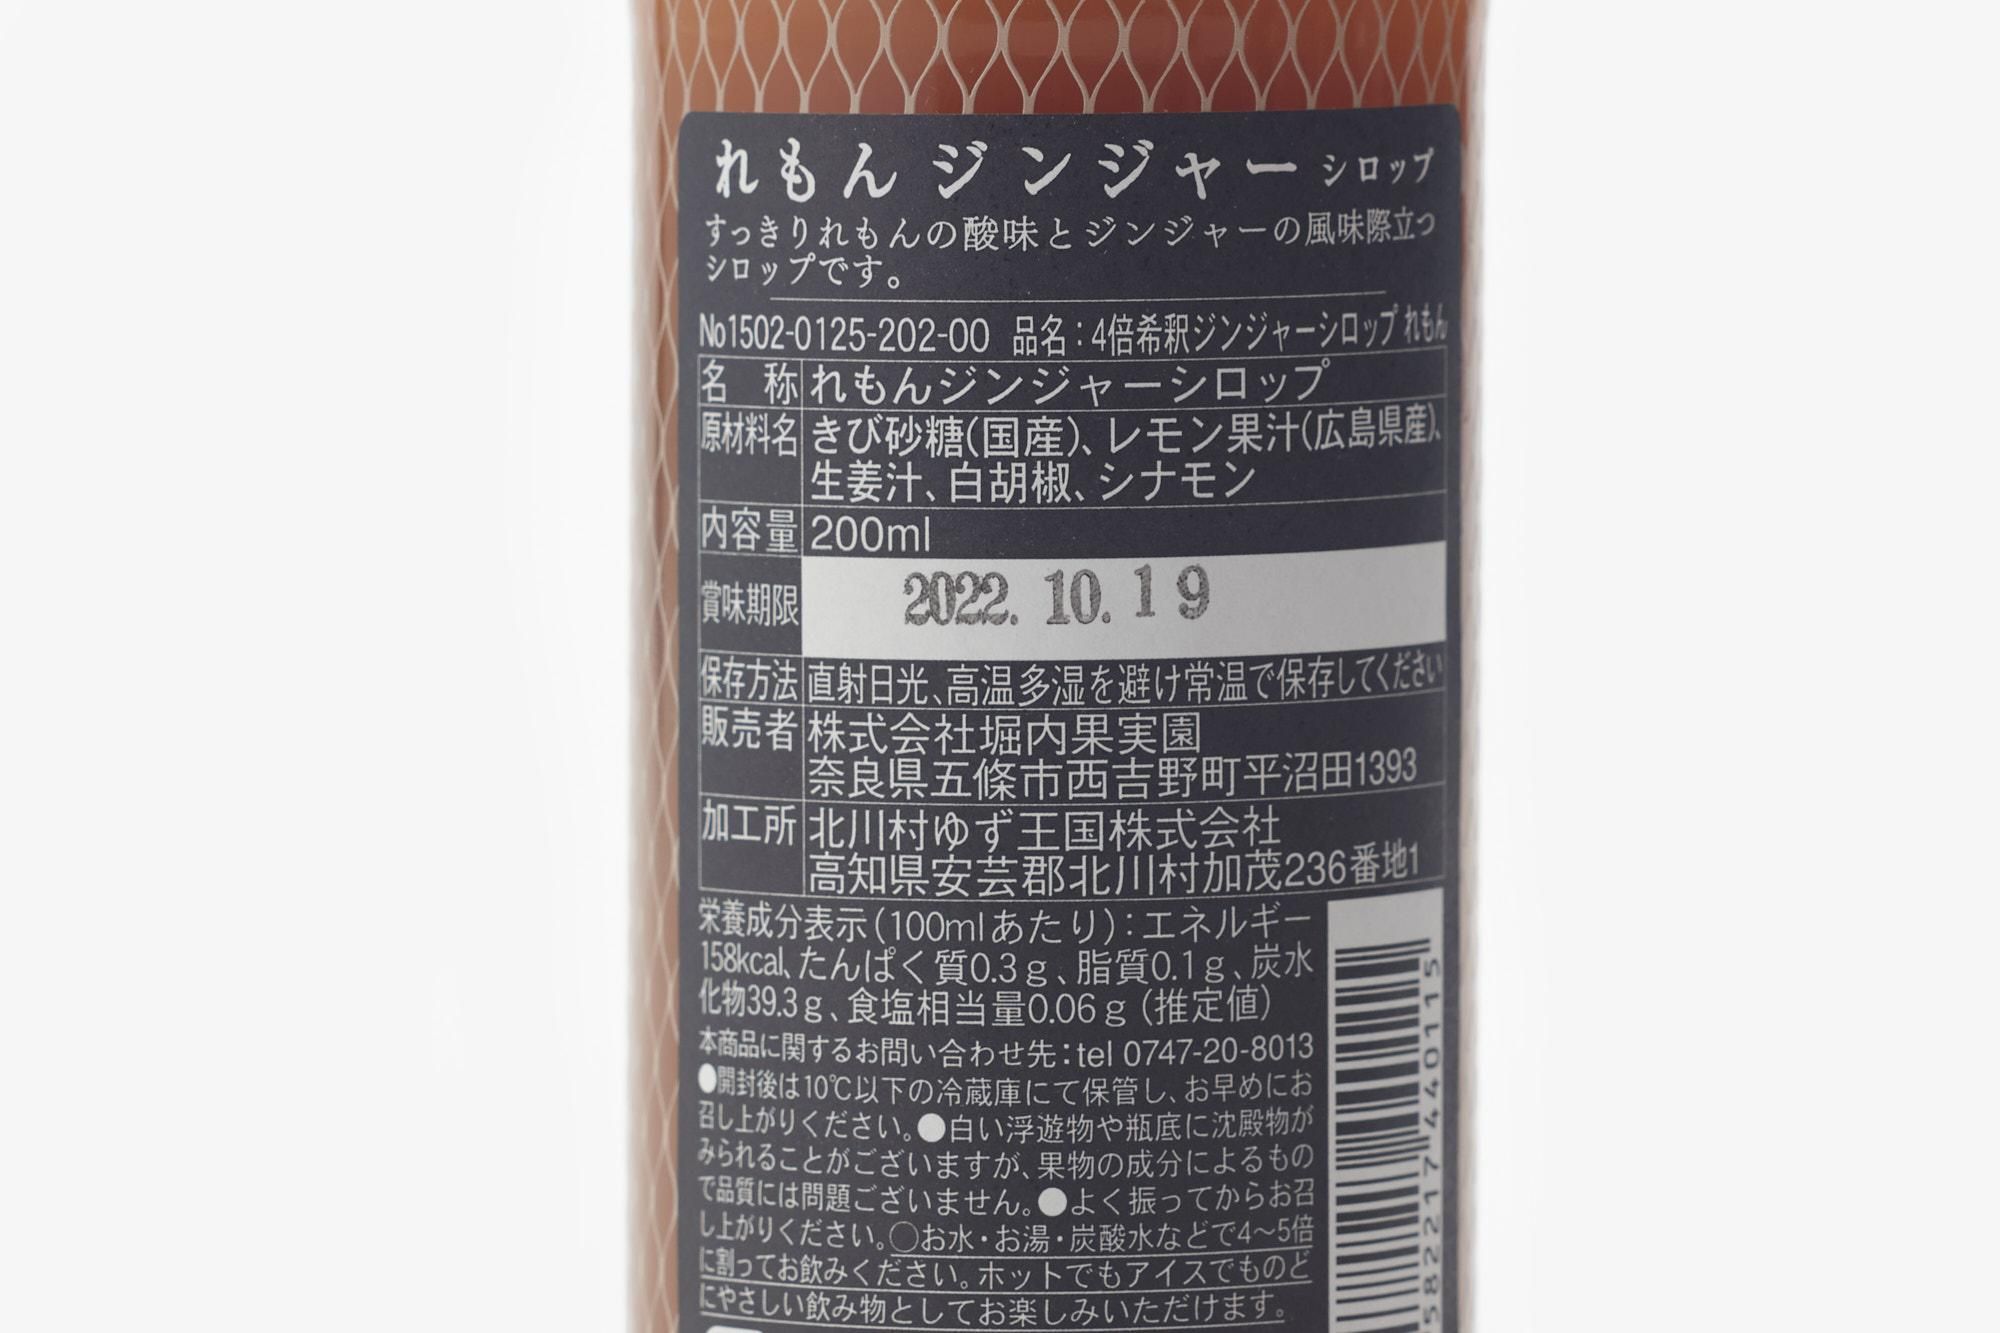 れもん ジンジャー シロップ
すっきりれもんの酸味とジンジャーの風味際立つ
シロップです。
No1502-0125-202-00 品名：4倍希釈ジンジャーシロップ れもん
名　称 れもんジンジャーシロップ
原材料名 きび砂糖(国産)、レモン果汁(広島県産)、
生姜汁、白胡椒、シナモン
内容量 200ml
賞味期限 2022. 10. 19
保存方法 直射日光、高温多湿を避け常温で保存してください
販売者 株式会社堀内果実園
奈良県五條市西吉野町平沼田1393
加工所 北川村ゆず王国株式会社
高知県安芸郡北川村加茂236番地1
栄養成分表示(100mlあたり)：エネルギー
158kcal、たんぱく質0.3ｇ、脂質0.1ｇ、炭水
化物39.3ｇ、食塩相当量0.06ｇ(推定値)
本商品に関するお問い合わせ先：tel 0747-20-8013
●開封後は10℃以下の冷蔵庫にて保管し、お早めにお
召し上がりください。●白い浮遊物や瓶底に沈殿物が
みられることがございますが、果物の成分によるもの
で品質には問題ございません。●よく振ってからお召
し上がりください。○お水・お湯・炭酸水などで4〜5倍
に割ってお飲みください。ホットでもアイスでものど
にやさしい飲み物としてお楽しみいただけます。
582217440115